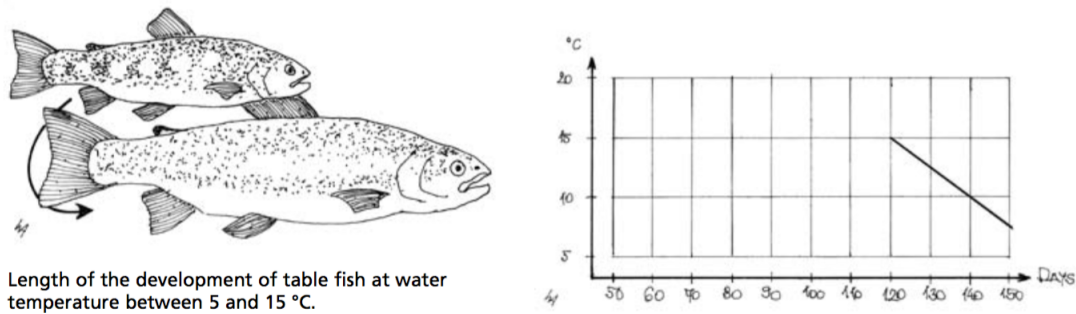 Length of the development of table fish at water
temperature between 5 and 15 °C.
°C
20
15
10
5
50 60 70 80 90 100 110 120 130 140 150
DAYS